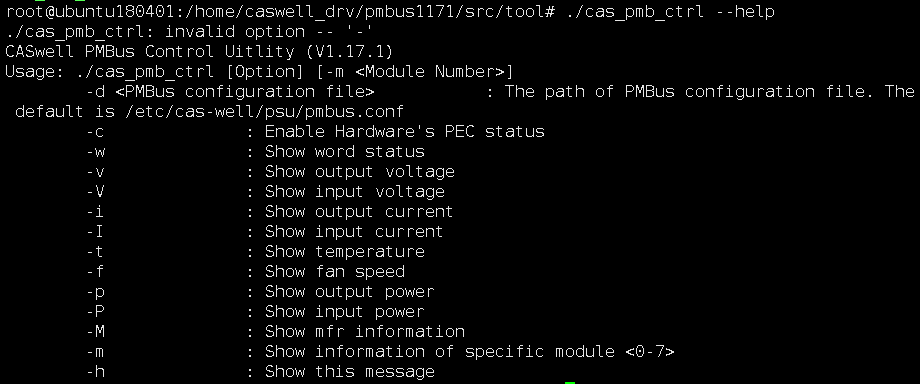 root@ubuntu180401:/home/caswell_drv/pmbus1171/src/tool# ./cas_pmb_ctrl --help
./cas_pmb_ctrl: invalid option -- '-'
CASwell PMBus Control Uitlity (V1.17.1)
Usage: ./cas_pmb_ctrl [Option] [-m <Module Number>]
-d <PMBus configuration file> : The path of PMBus configuration file. The
default is /etc/cas-well/psu/pmbus.conf
-c : Enable Hardware's PEC status
-w : Show word status
-v : Show output voltage
-V : Show input voltage
-i : Show output current
-I : Show input current
-t : Show temperature
-f : Show fan speed
-p : Show output power
-P : Show input power
-M : Show mfr information
-m : Show information of specific module <0-7>
-h : Show this message